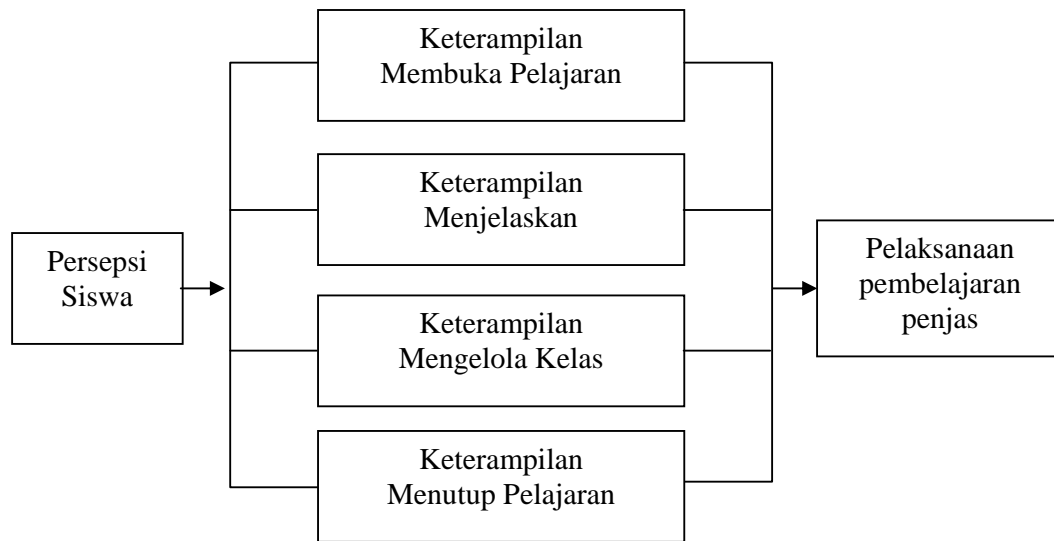 Keterampilan
Membuka Pelajaran
Keterampilan
Menjelaskan
Persepsi
Siswa
Keterampilan
Mengelola Kelas
Keterampilan
Menutup Pelajaran
Pelaksanaan
pembelajaran
penjas